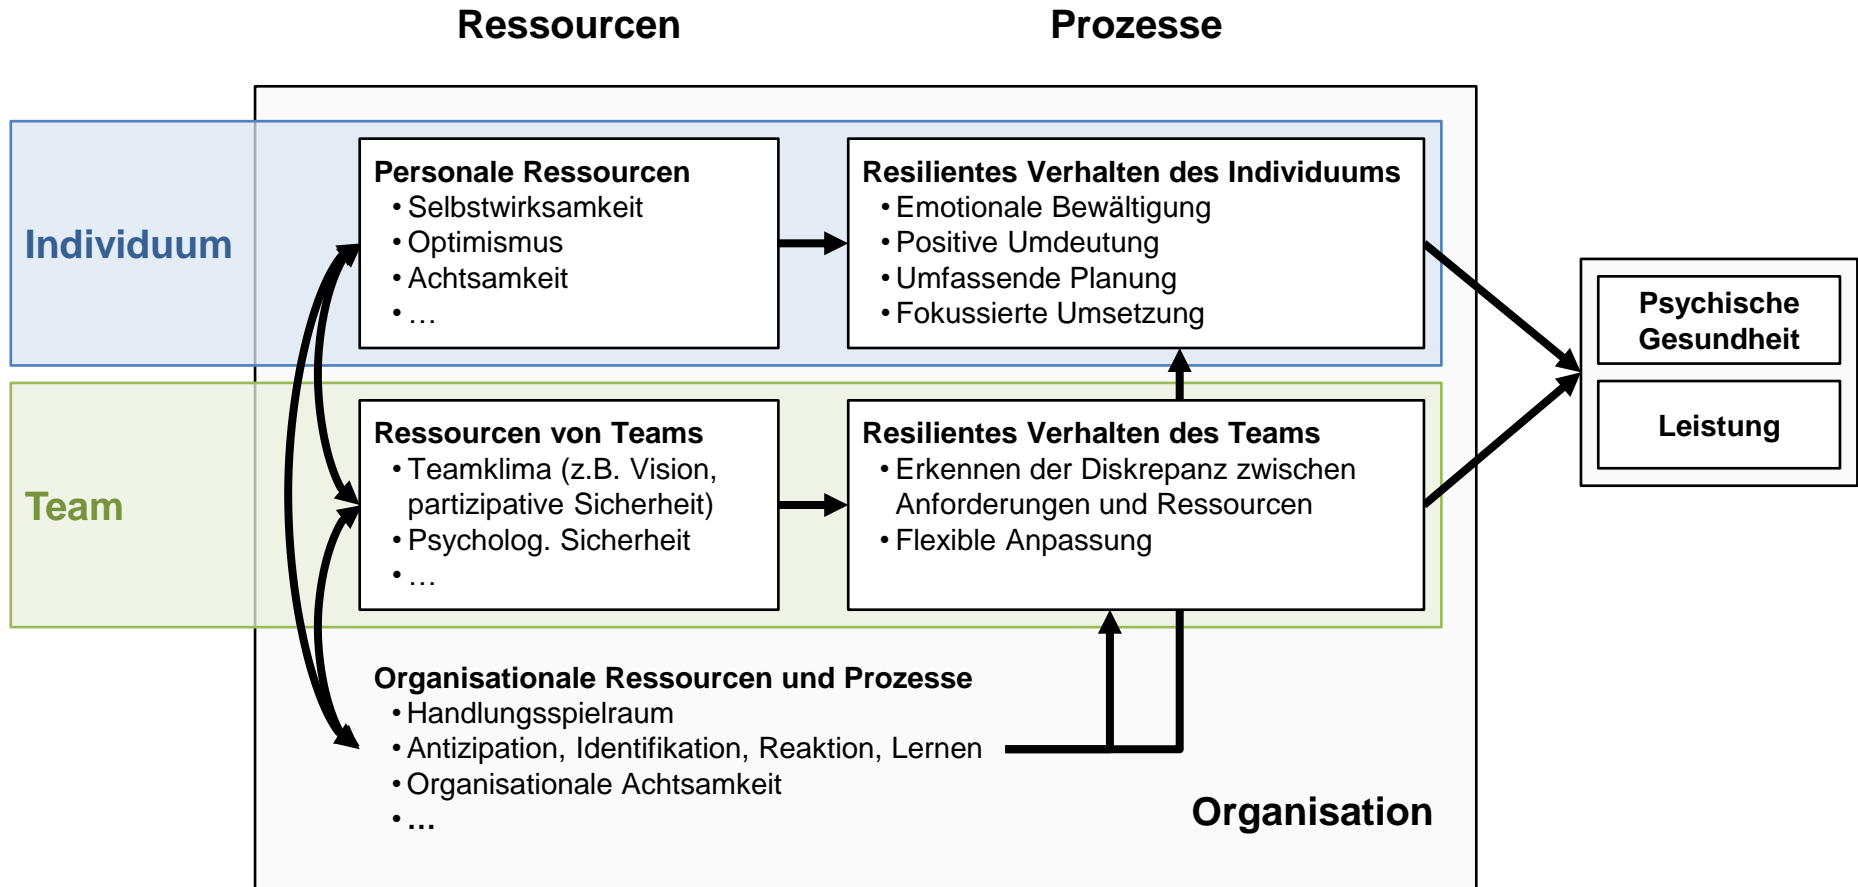 Ressourcen
Prozesse
Individuum
Personale Ressourcen
• Selbstwirksamkeit
• Optimismus
• Achtsamkeit
• …
Resilientes Verhalten des Individuums
• Emotionale Bewältigung
• Positive Umdeutung
• Umfassende Planung
• Fokussierte Umsetzung
Team
Ressourcen von Teams
• Teamklima (z.B. Vision,
partizipative Sicherheit)
• Psycholog. Sicherheit
• …
Resilientes Verhalten des Teams
• Erkennen der Diskrepanz zwischen
Anforderungen und Ressourcen
• Flexible Anpassung
Psychische
Gesundheit
Leistung
Organisationale Ressourcen und Prozesse
• Handlungsspielraum
• Antizipation, Identifikation, Reaktion, Lernen
• Organisationale Achtsamkeit
• …
Organisation